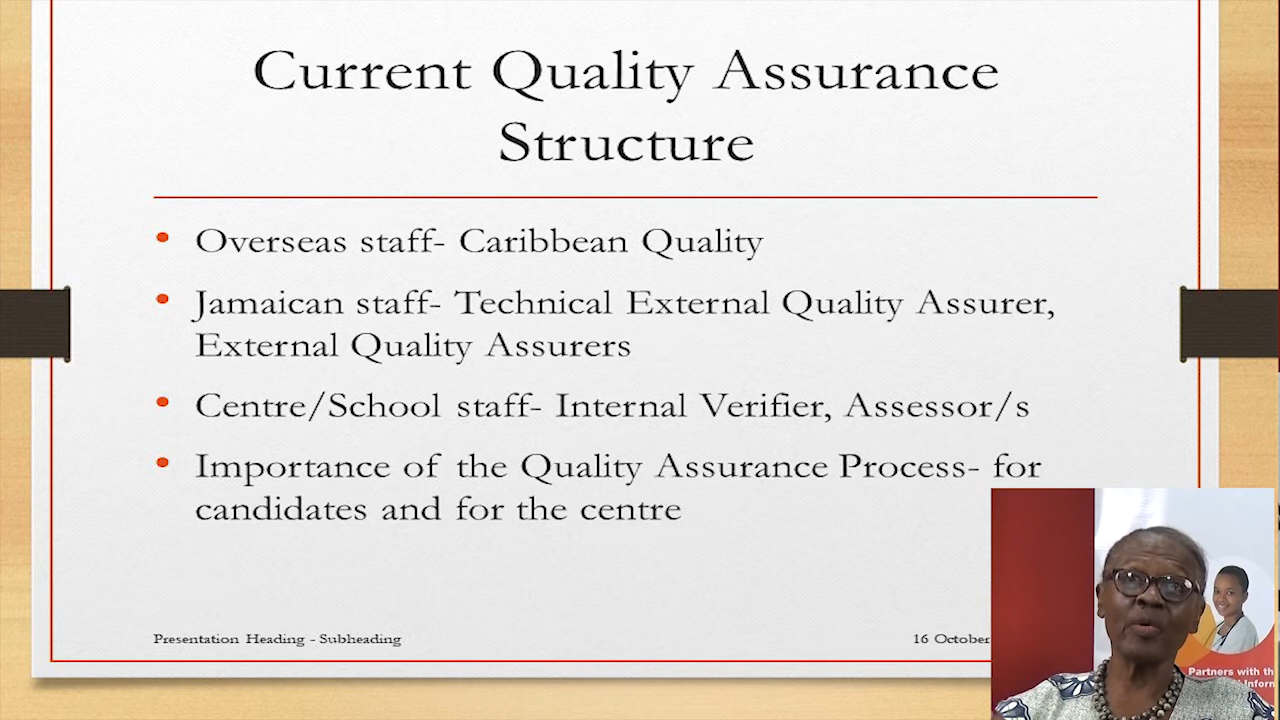 Current Quality Assurance
Structure
• Overseas staff- Caribbean Quality
• Jamaican staff- Technical External Quality Assurer,
External Quality Assurers
• Centre/School staff- Internal Verifier, Assessor/s
• Importance of the Quality Assurance Process- for
candidates and for the centre
Presentation Heading - Subheading
16 October
Partners with